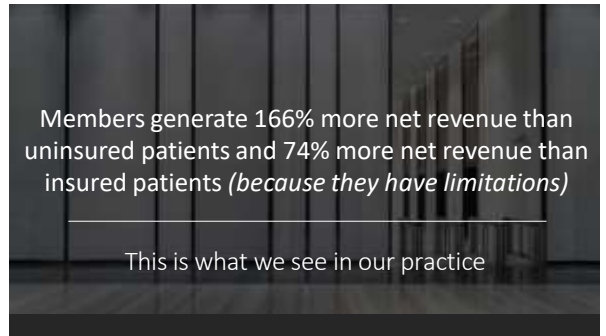 Members generate 166% more net revenue than
uninsured patients and 74% more net revenue than
insured patients (because they have limitations)
This is what we see in our practice